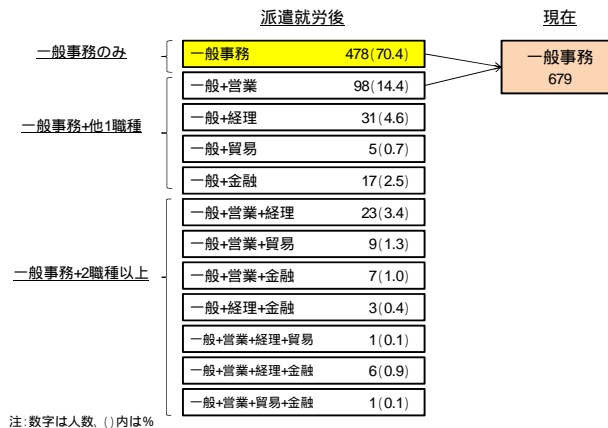 派遣就労後
現在
一般事務のみ
一般事務 478(70.4)
一般事務
679
一般+営業 98(14.4)
一般事務+他1職種
一般+経理 31(4.6)
一般+貿易 5(0.7)
一般+金融 17(2.5)
一般事務+2職種以上
一般+営業+経理 23(3.4)
一般+営業+貿易 9(1.3)
一般+営業+金融 7(1.0)
一般+経理+金融 3(0.4)
一般+営業+経理+貿易 1(0.1)
一般+営業+経理+金融 6(0.9)
一般+営業+貿易+金融 1(0.1)
注:数字は人数、()内は%